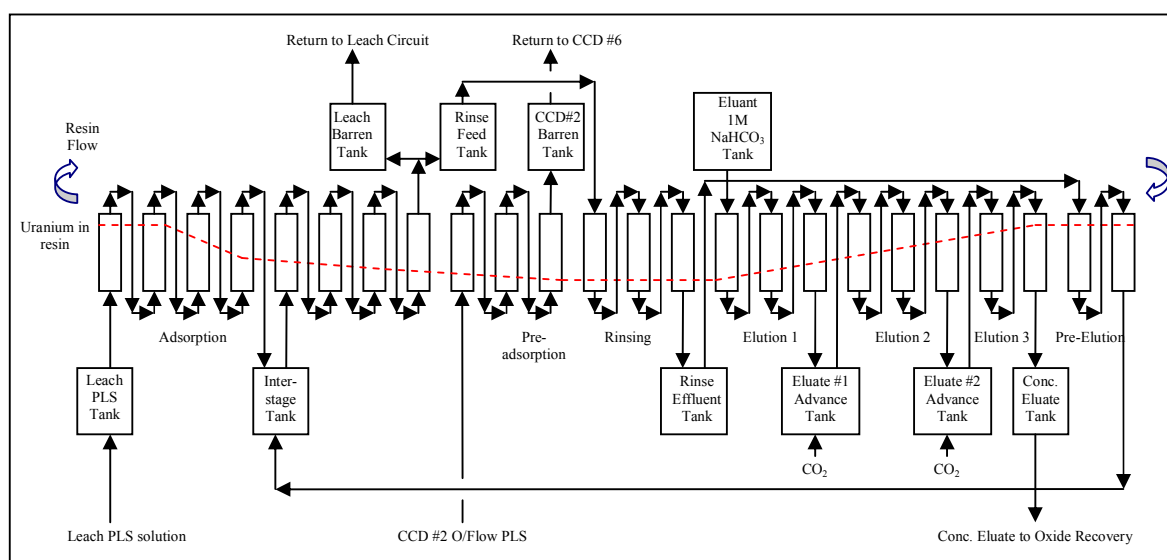 Return to Leach Circuit
Return to CCD #6
Resin
Flow
Leach
Barren
Tank
Rinse
Feed
Tank
CCD#2
Barren
Tank
Eluant
1M
NaHCO3
Tank
Uranium in
resin
Adsorption
Pre-
adsorption
Rinsing
Elution 1
Elution 2
Elution 3
Pre-Elution
Leach
PLS
Tank
Inter-
stage
Tank
Rinse
Effluent
Tank
Eluate #1
Advance
Tank
Eluate #2
Advance
Tank
Conc.
Eluate
Tank
CO2
CO2
Leach PLS solution
CCD #2 O/Flow PLS
Conc. Eluate to Oxide Recovery